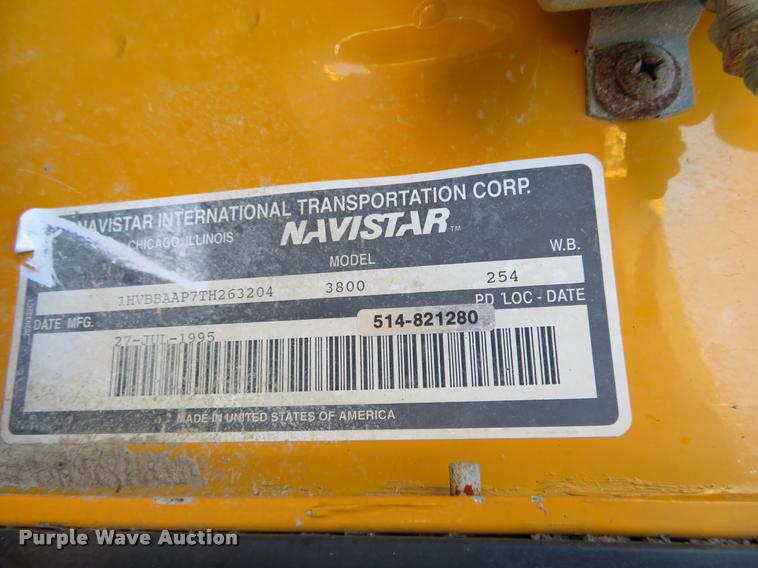 NAVISTAR INTERNATIONAL TRANSPORTATION CORP.
CHICAGO ILLINOIS
NAVISTAR TM
MODEL
W.B.
1HVBBAAP7TH263204 3800 254
DATE MFG.
PD LOC - DATE
27-JUL-1995
514-821280
MADE IN UNITED STATES OF AMERICA
Purple Wave Auction